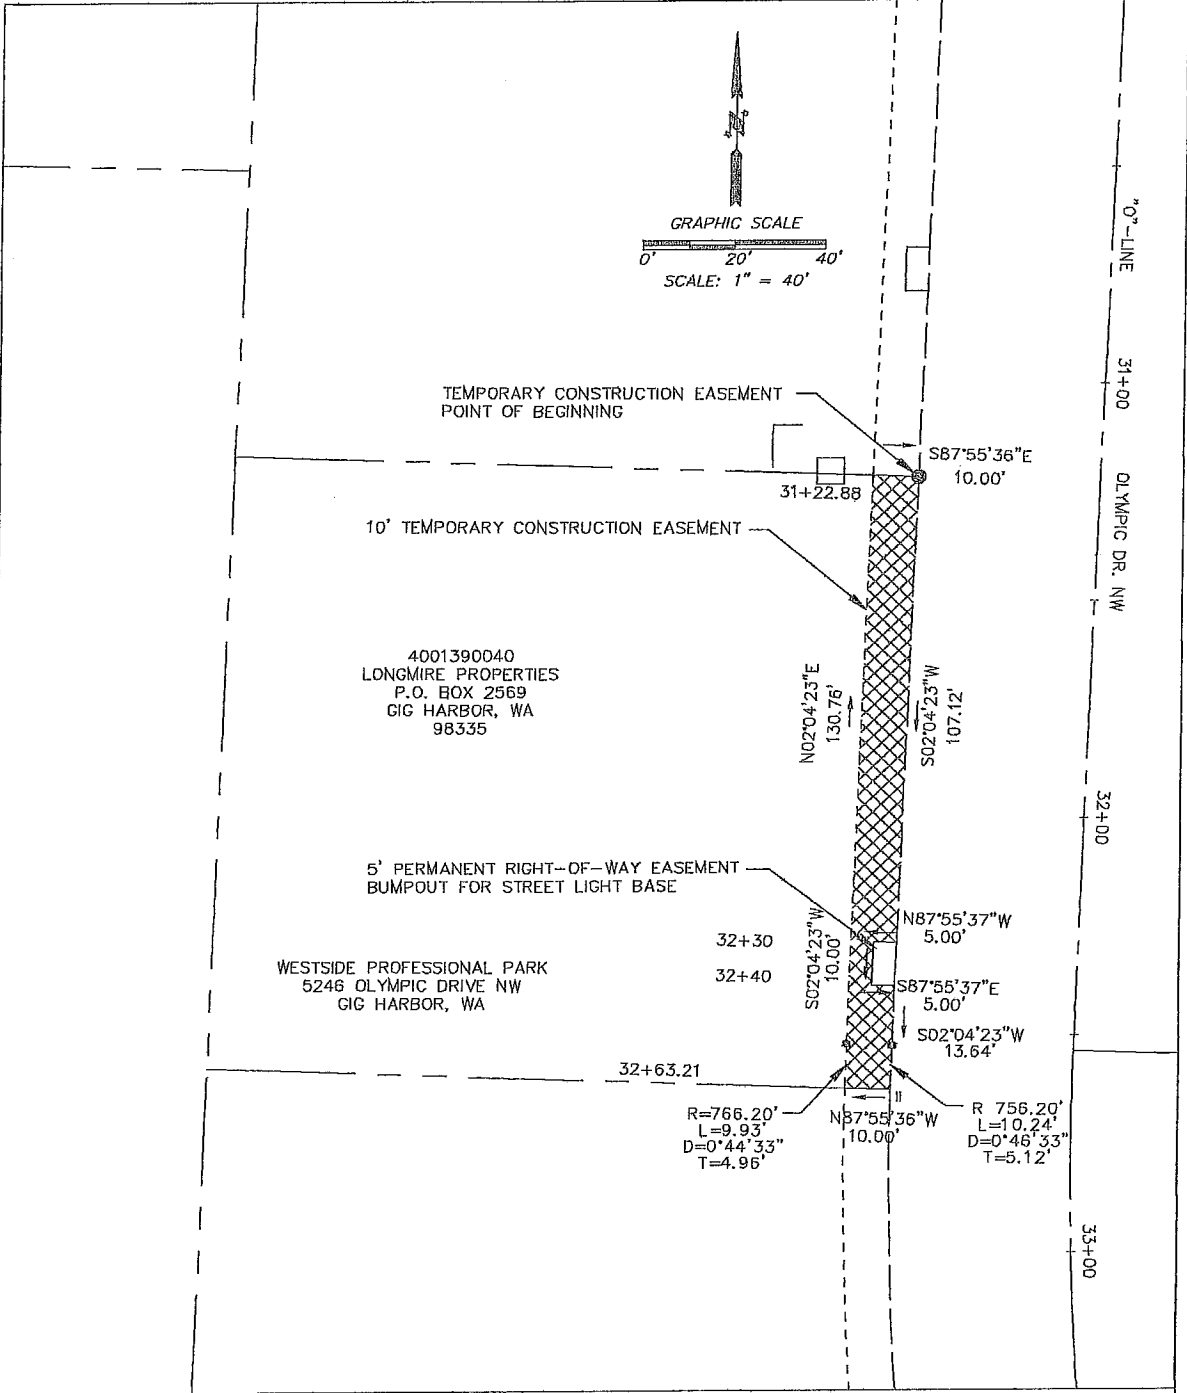 N
GRAPHIC SCALE
0' 20' 40'
SCALE: 1" = 40'
"O"-LINE
31+00
OLYMPIC DR. NW
TEMPORARY CONSTRUCTION EASEMENT
POINT OF BEGINNING
S87°55'36"E
10.00'
31+22.88
10' TEMPORARY CONSTRUCTION EASEMENT
4001390040
LONGMIRE PROPERTIES
P.O. BOX 2569
GIG HARBOR, WA
98335
N02°04'23"E
130.76'
S02°04'23"W
107.12'
32+00
5' PERMANENT RIGHT-OF-WAY EASEMENT
BUMPOUT FOR STREET LIGHT BASE
N87°55'37"W
5.00'
32+30
32+40
S02°04'23"W
10.00'
WESTSIDE PROFESSIONAL PARK
5246 OLYMPIC DRIVE NW
GIG HARBOR, WA
S87°55'37"E
5.00'
S02°04'23"W
13.64'
32+63.21
R=766.20'
L=9.93'
D=0°44'33"
T=4.96'
N87°55'36"W
10.00'
R 756.20'
L=10.24'
D=0°46'33"
T=5.12'
33+00